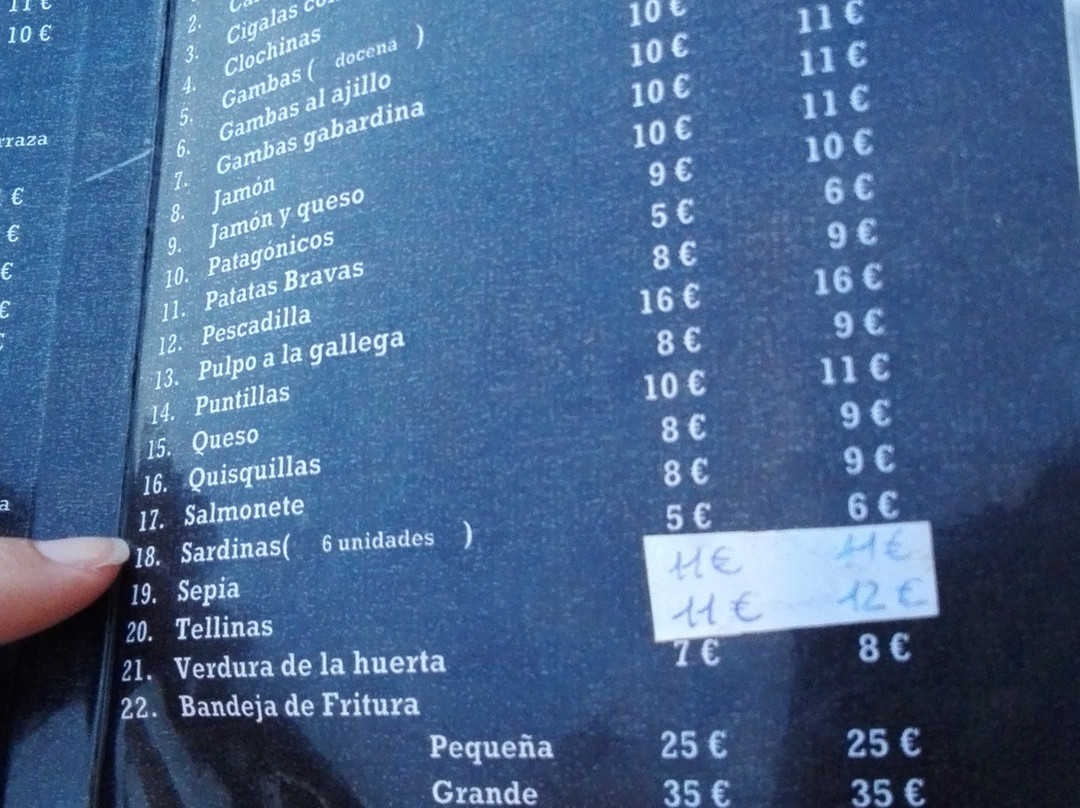 11 €
10 €
rraza
€
€
€
€
a
2. Ca
3. Cigalas co
4. Clochinas
5. Gambas ( docena )
6. Gambas al ajillo 10 €
7. Gambas gabardina 10 € 11 €
8. Jamón 10 € 11 €
9. Jamón y queso 10 € 11 €
10. Patagónicos 9 € 10 €
11. Patatas Bravas 5 € 6 €
12. Pescadilla 8 € 9 €
13. Pulpo a la gallega 16 € 16 €
14. Puntillas 8 € 9 €
15. Queso 10 € 11 €
16. Quisquillas 8 € 9 €
17. Salmonete 8 € 9 €
18. Sardinas( 6 unidades ) 5 € 6 €
19. Sepia 11 € 11 €
20. Tellinas 11 € 12 €
21. Verdura de la huerta 7 € 8 €
22. Bandeja de Fritura
Pequeña 25 € 25 €
Grande 35 € 35 €